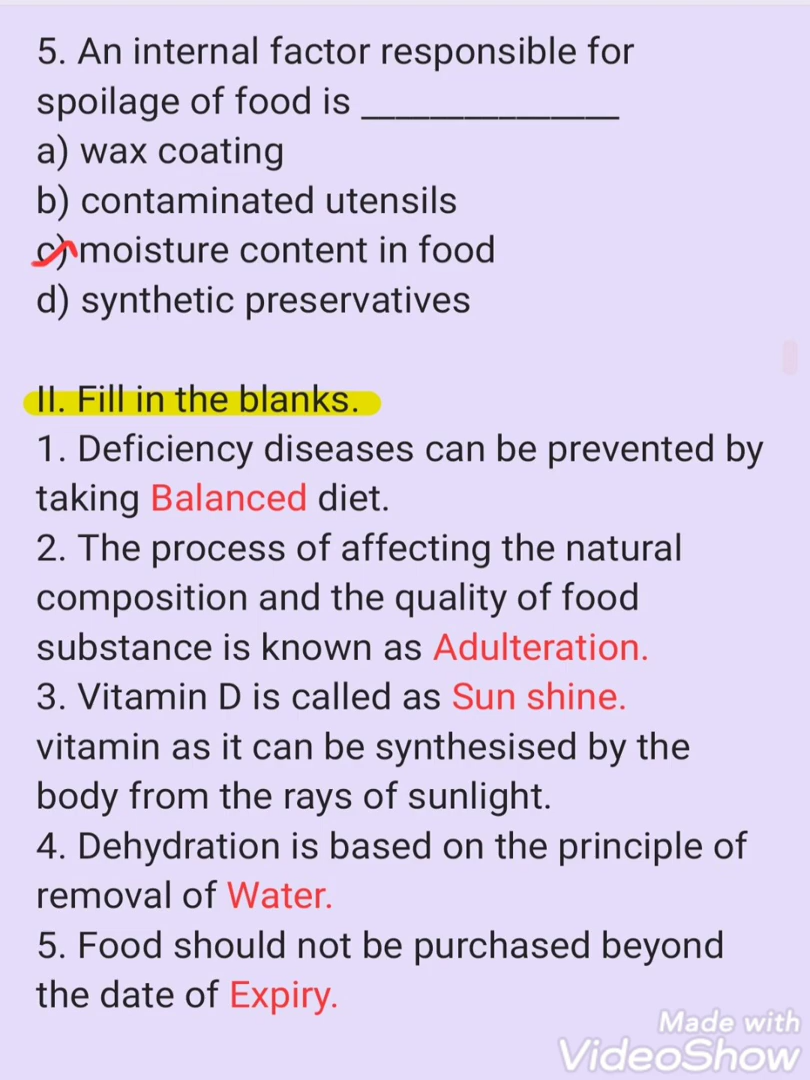 5. An internal factor responsible for
spoilage of food is _______________
a) wax coating
b) contaminated utensils
c) moisture content in food
d) synthetic preservatives
II. Fill in the blanks.
1. Deficiency diseases can be prevented by
taking Balanced diet.
2. The process of affecting the natural
composition and the quality of food
substance is known as Adulteration.
3. Vitamin D is called as Sun shine.
vitamin as it can be synthesised by the
body from the rays of sunlight.
4. Dehydration is based on the principle of
removal of Water.
5. Food should not be purchased beyond
the date of Expiry.
Made with
VideoShow